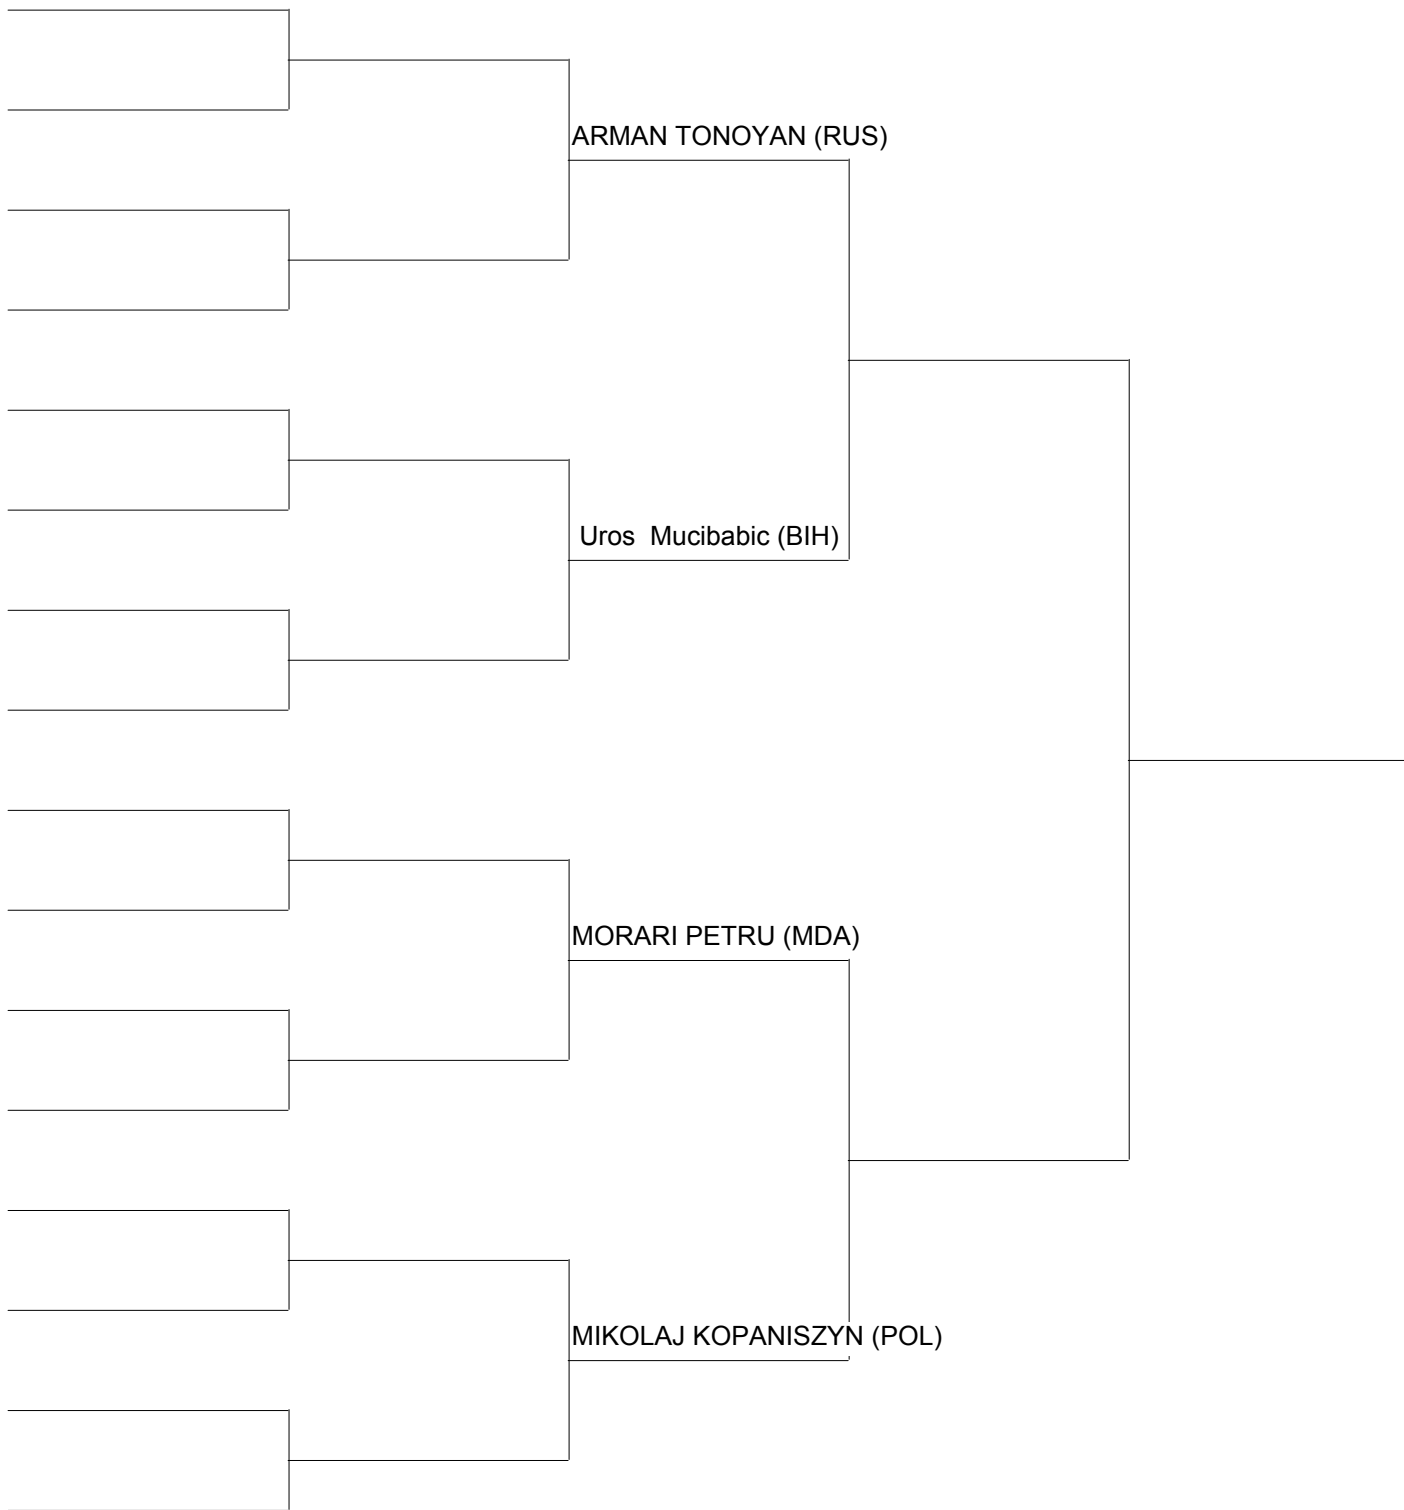 ARMAN TONOYAN (RUS)
Uros  Mucibabic (BIH)
MORARI PETRU (MDA)
MIKOLAJ KOPANISZYN (POL)